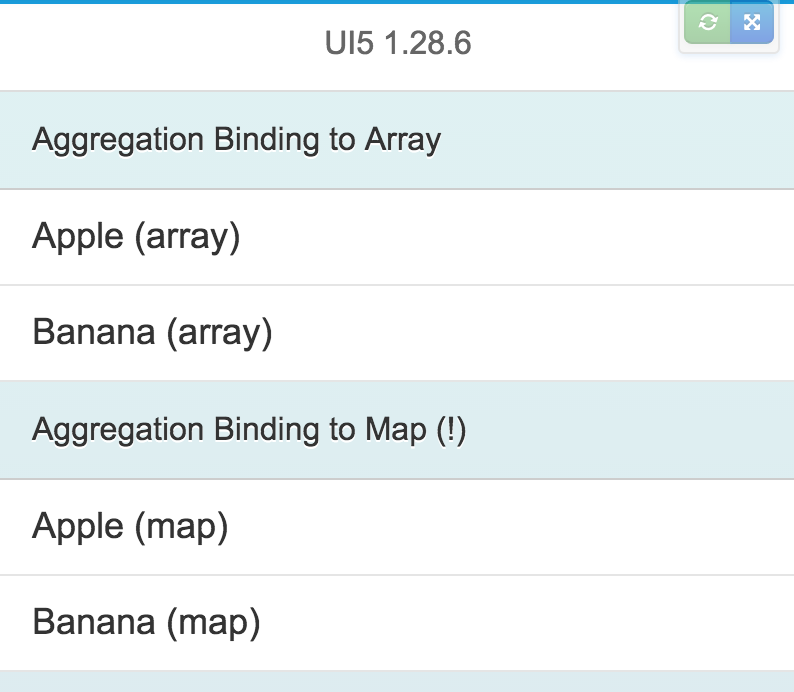 UI5 1.28.6
Aggregation Binding to Array
Apple (array)
Banana (array)
Aggregation Binding to Map (!)
Apple (map)
Banana (map)